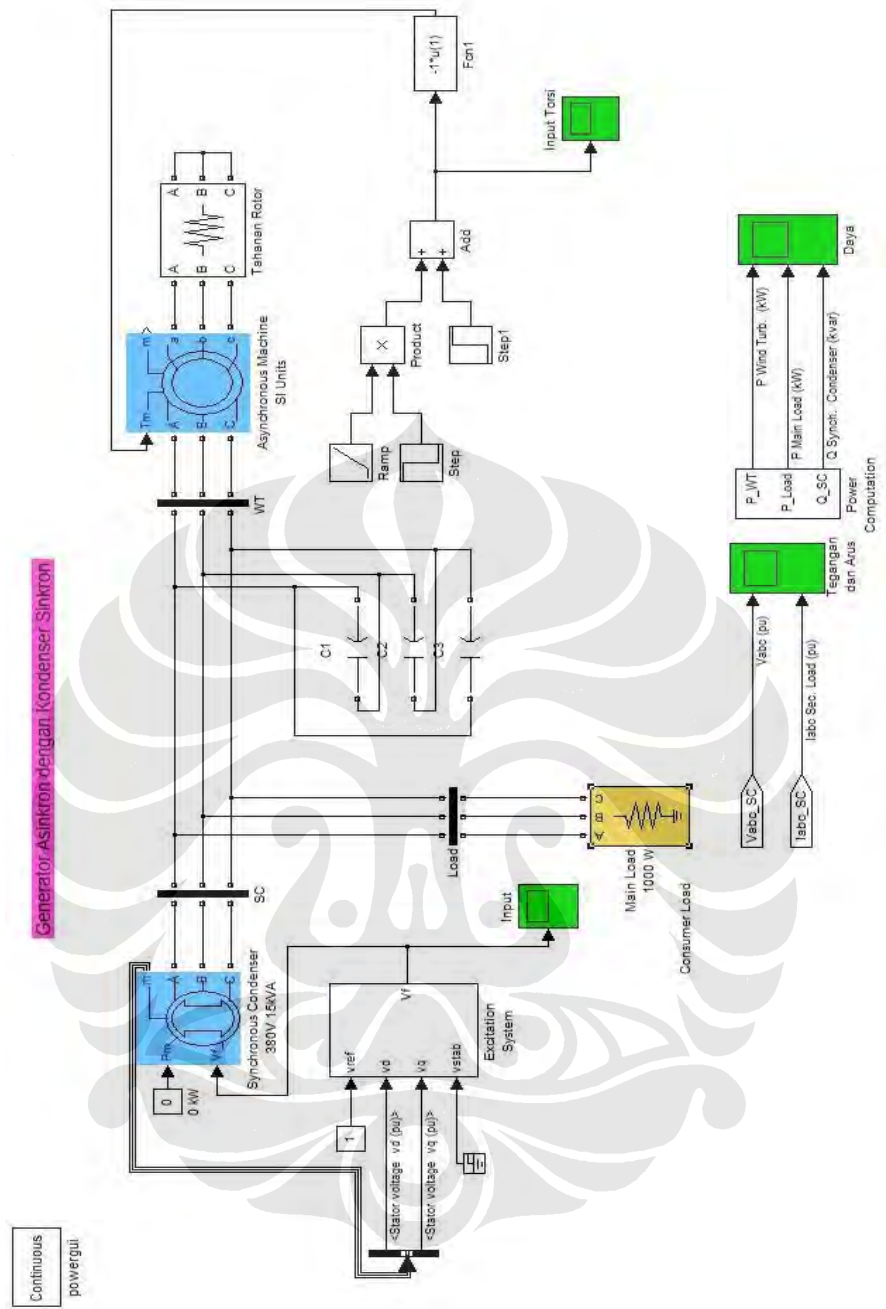 Continuous
powergui
Generator Asinkron dengan Kondenser Sinkron
0
0 kW
Pm
Vf_
m
A
B
C
Synchronous Condenser
380V 15kVA
SC
WT
Tm
m
A
B
C
a
b
c
Asynchronous Machine
SI Units
A
B
C
A
B
C
Tahanan Rotor
1
vref
vd
vq
vstab
Vf
Excitation
System
<Stator voltage vd (pu)>
<Stator voltage vq (pu)>
Input
Load
A
B
C
Main Load
1000 W
Consumer Load
C1
C2
C3
Ramp
Step
×
Product
Step1
+
+
Add
-1*u(1)
Fcn1
Input Torsi
Vabc_SC
Iabc_SC
Vabc (pu)
Iabc Sec. Load (pu)
Tegangan
dan Arus
P_WT
P_Load
Q_SC
Power
Computation
P Wind Turb. (kW)
P Main Load (kW)
Q Synch. Condenser (kvar)
Daya